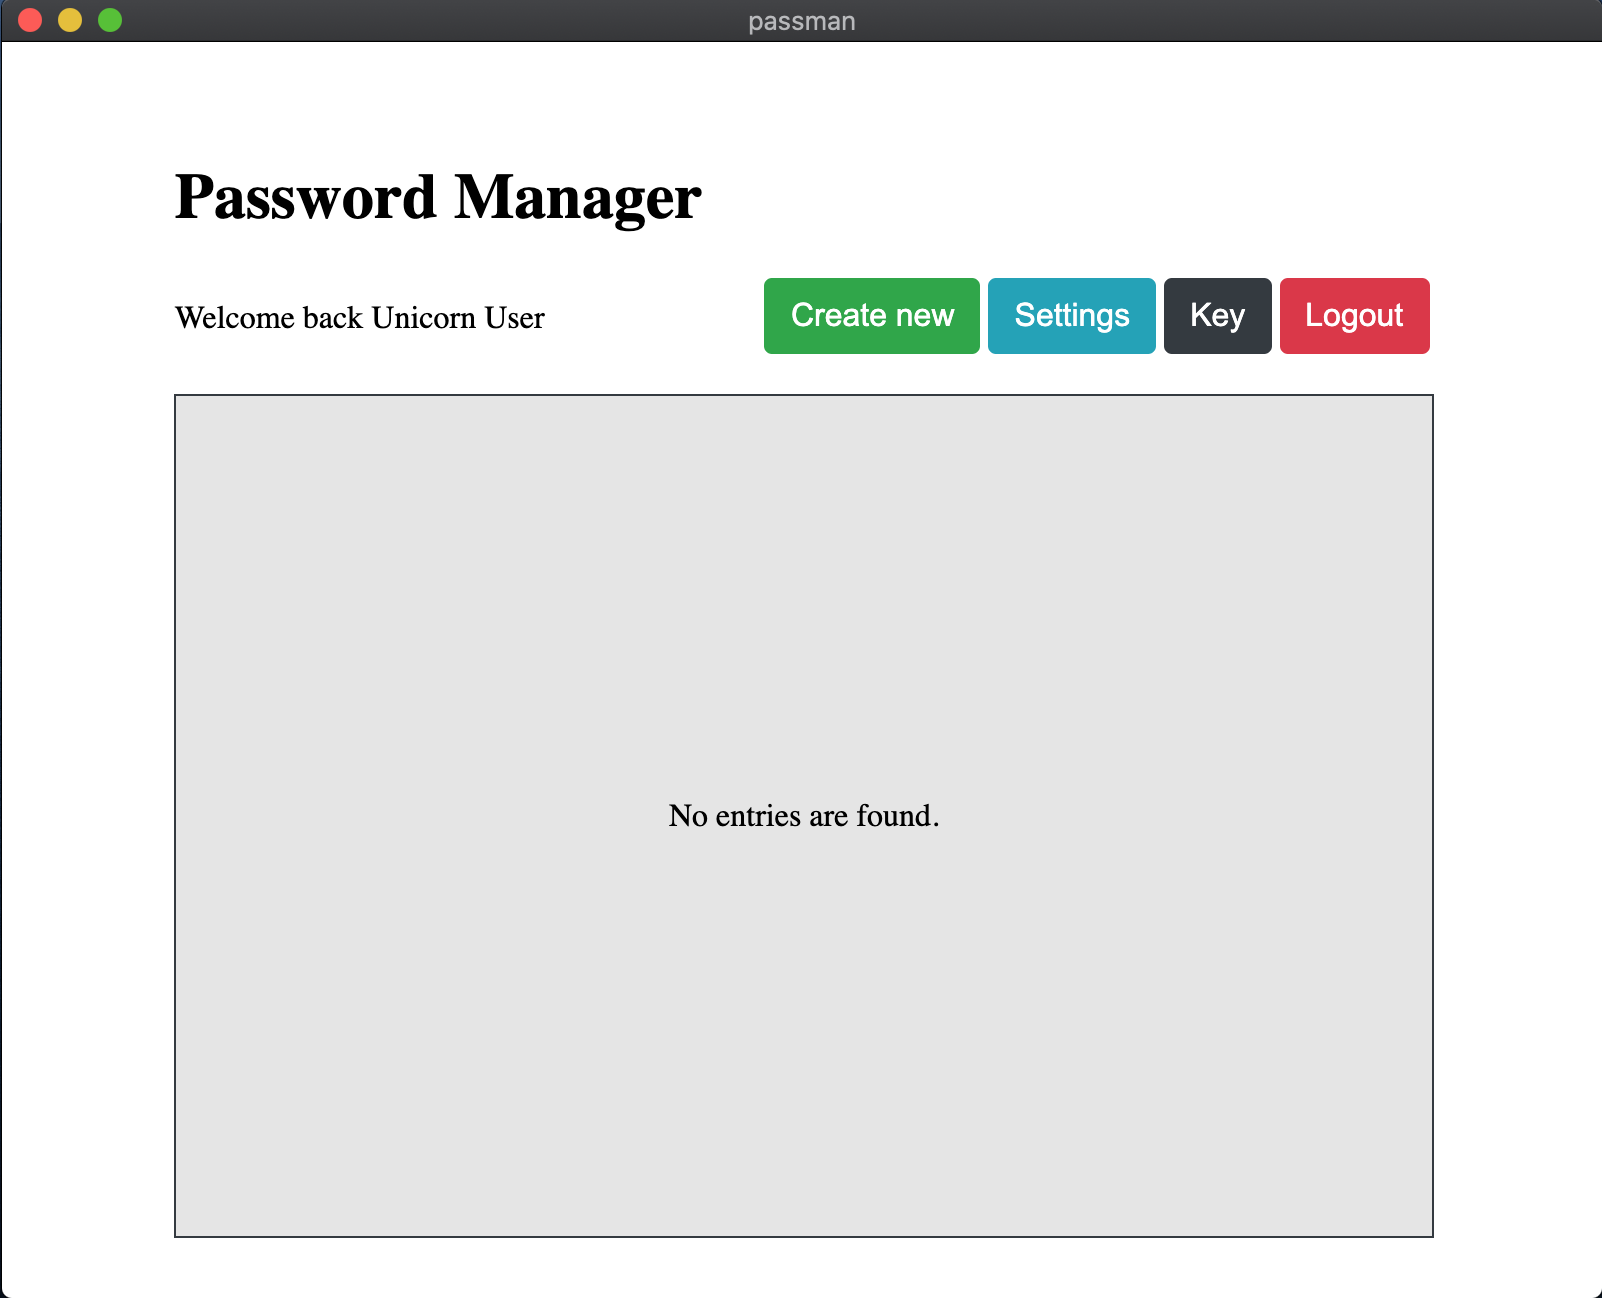 passman
Password Manager
Welcome back Unicorn User
Create new
Settings
Key
Logout
No entries are found.